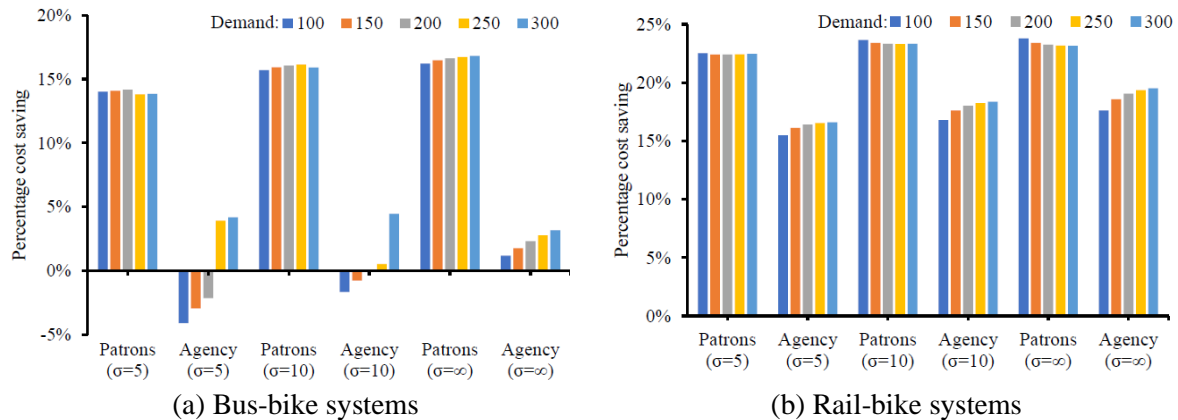 Demand: 100 150 200 250 300
Percentage cost saving
20%
15%
10%
5%
0%
-5%
Patrons (σ=5)
Agency (σ=5)
Patrons (σ=10)
Agency (σ=10)
Patrons (σ=∞)
Agency (σ=∞)
(a) Bus-bike systems
Demand: 100 150 200 250 300
Percentage cost saving
25%
20%
15%
10%
5%
0%
Patrons (σ=5)
Agency (σ=5)
Patrons (σ=10)
Agency (σ=10)
Patrons (σ=∞)
Agency (σ=∞)
(b) Rail-bike systems